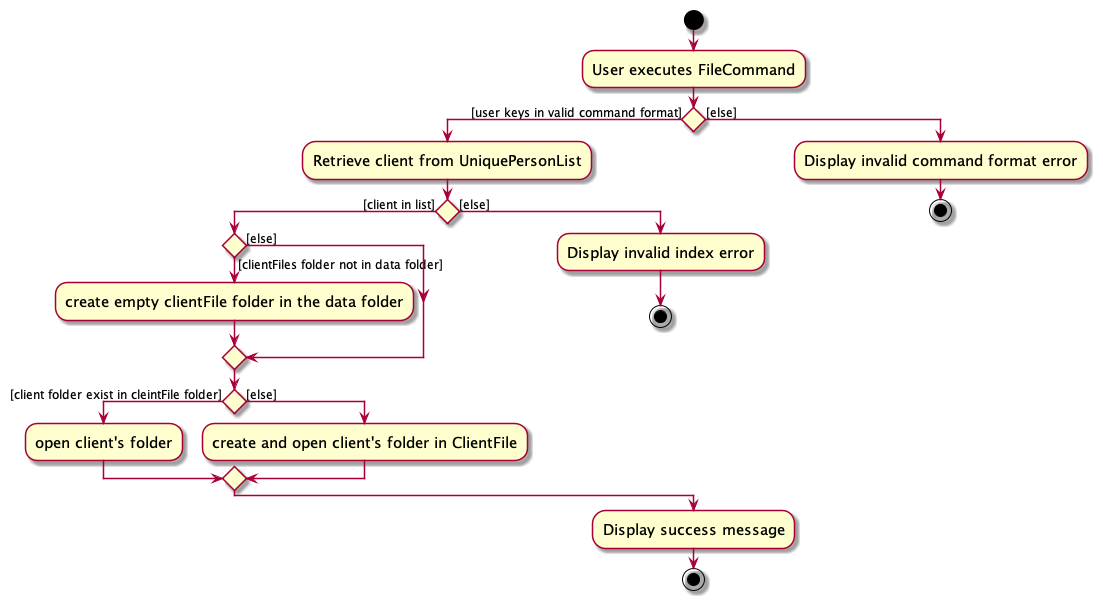 User executes FileCommand
[user keys in valid command format]
[else]
Retrieve client from UniquePersonList
Display invalid command format error
[client in list]
[else]
[else]
Display invalid index error
[clientFiles folder not in data folder]
create empty clientFile folder in the data folder
[client folder exist in cleintFile folder]
[else]
open client's folder
create and open client's folder in ClientFile
Display success message